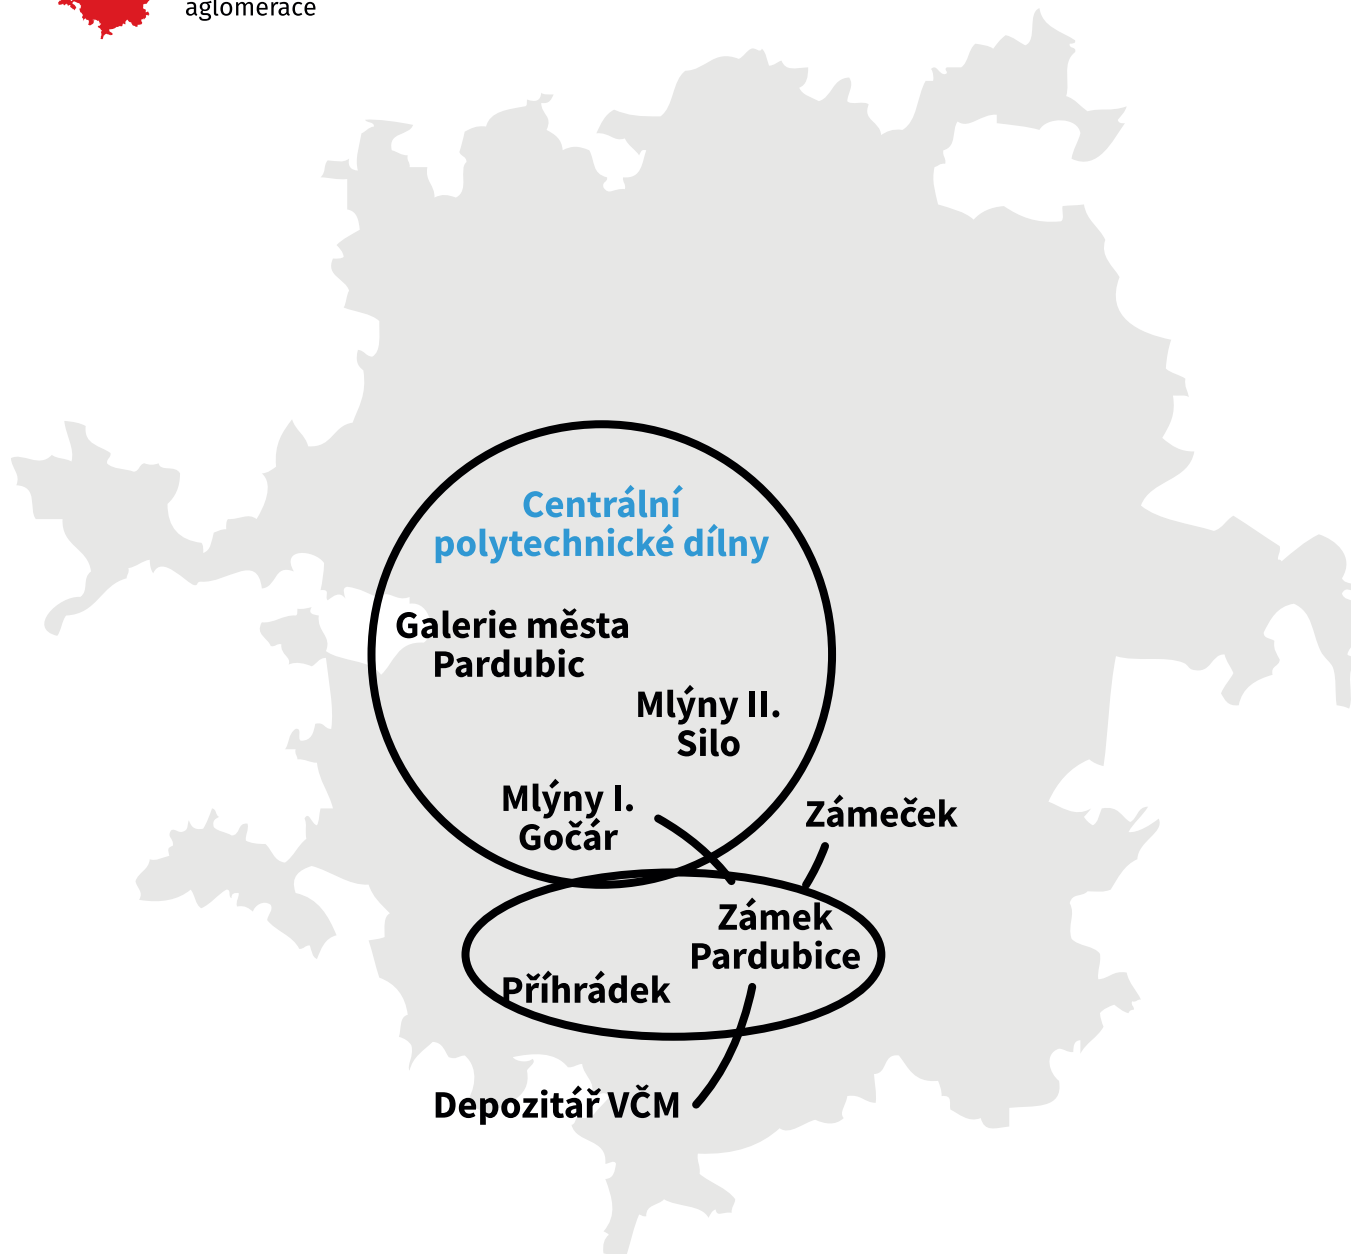 aglomerace
Centrální
polytechnické dílny
Galerie města
Pardubic
Mlýny II.
Silo
Mlýny I.
Gočár
Zámeček
Zámek
Pardubice
Příhrádek
Depozitář VČM